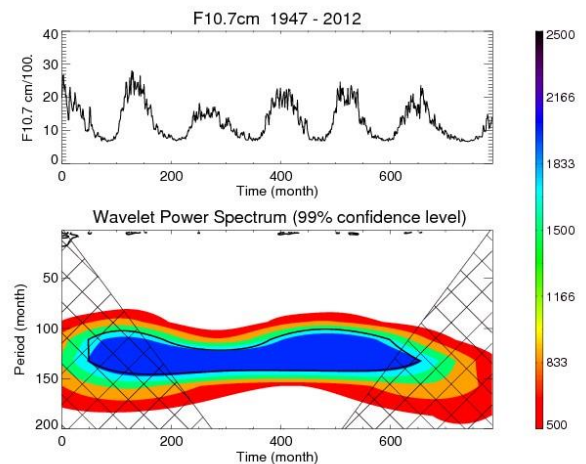 F10.7cm 1947 - 2012
40
30
20
10
0
F10.7 cm/100.
0 200 400 600
Time (month)
Wavelet Power Spectrum (99% confidence level)
50
100
150
200
Period (month)
0 200 400 600
Time (month)
2500
2166
1833
1500
1166
833
500